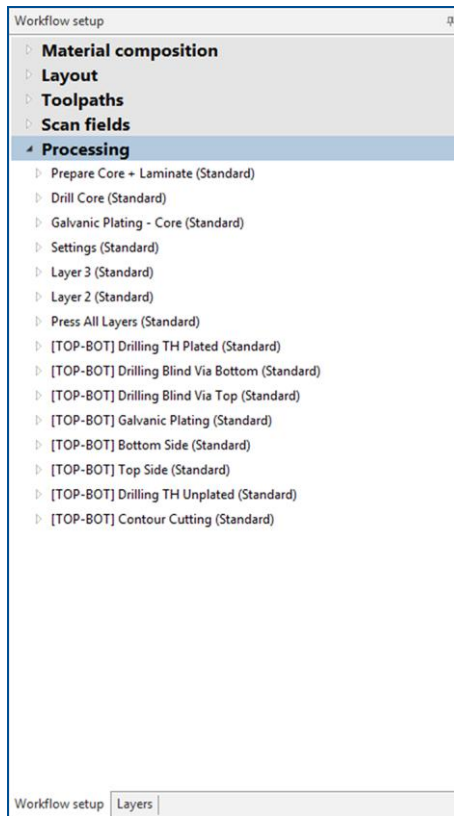 Workflow setup
Material composition
Layout
Toolpaths
Scan fields
Processing
Prepare Core + Laminate (Standard)
Drill Core (Standard)
Galvanic Plating - Core (Standard)
Settings (Standard)
Layer 3 (Standard)
Layer 2 (Standard)
Press All Layers (Standard)
[TOP-BOT] Drilling TH Plated (Standard)
[TOP-BOT] Drilling Blind Via Bottom (Standard)
[TOP-BOT] Drilling Blind Via Top (Standard)
[TOP-BOT] Galvanic Plating (Standard)
[TOP-BOT] Bottom Side (Standard)
[TOP-BOT] Top Side (Standard)
[TOP-BOT] Drilling TH Unplated (Standard)
[TOP-BOT] Contour Cutting (Standard)
Workflow setup Layers